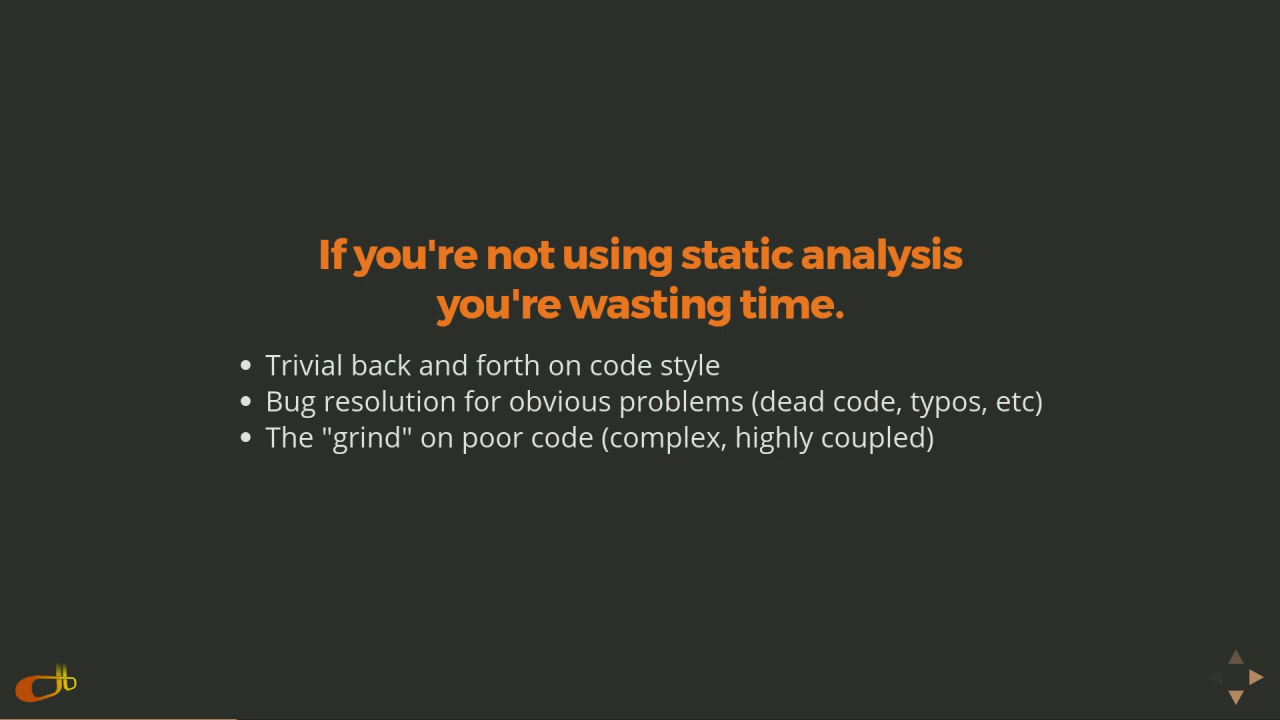 If you're not using static analysis
you're wasting time.
• Trivial back and forth on code style
• Bug resolution for obvious problems (dead code, typos, etc)
• The "grind" on poor code (complex, highly coupled)